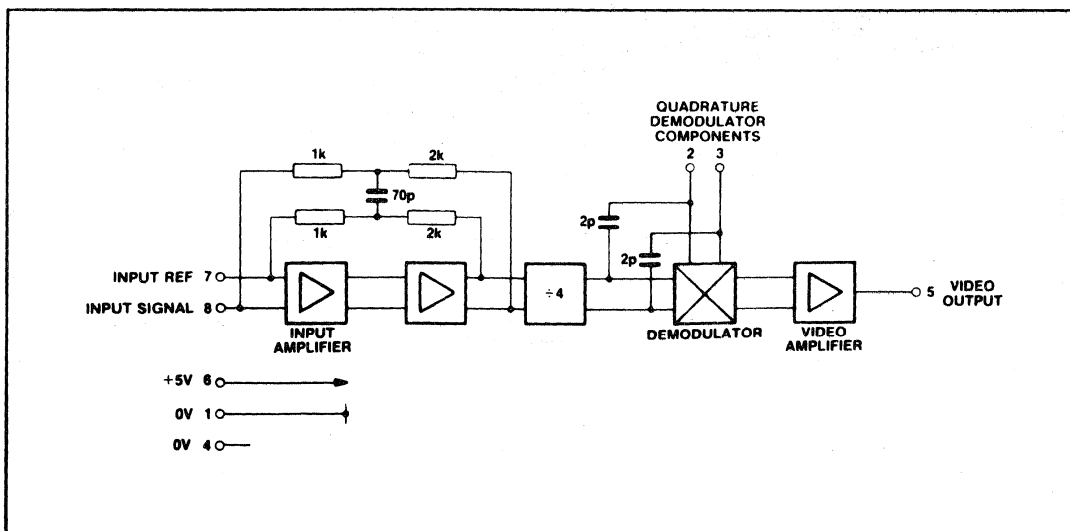 QUADRATURE
DEMODULATOR
COMPONENTS
2 3
1k 2k
70p
1k 2k
2p
2p
INPUT REF 7
INPUT SIGNAL 8
÷4
5 VIDEO
OUTPUT
INPUT
AMPLIFIER
DEMODULATOR
VIDEO
AMPLIFIER
+5V 6
0V 1
0V 4